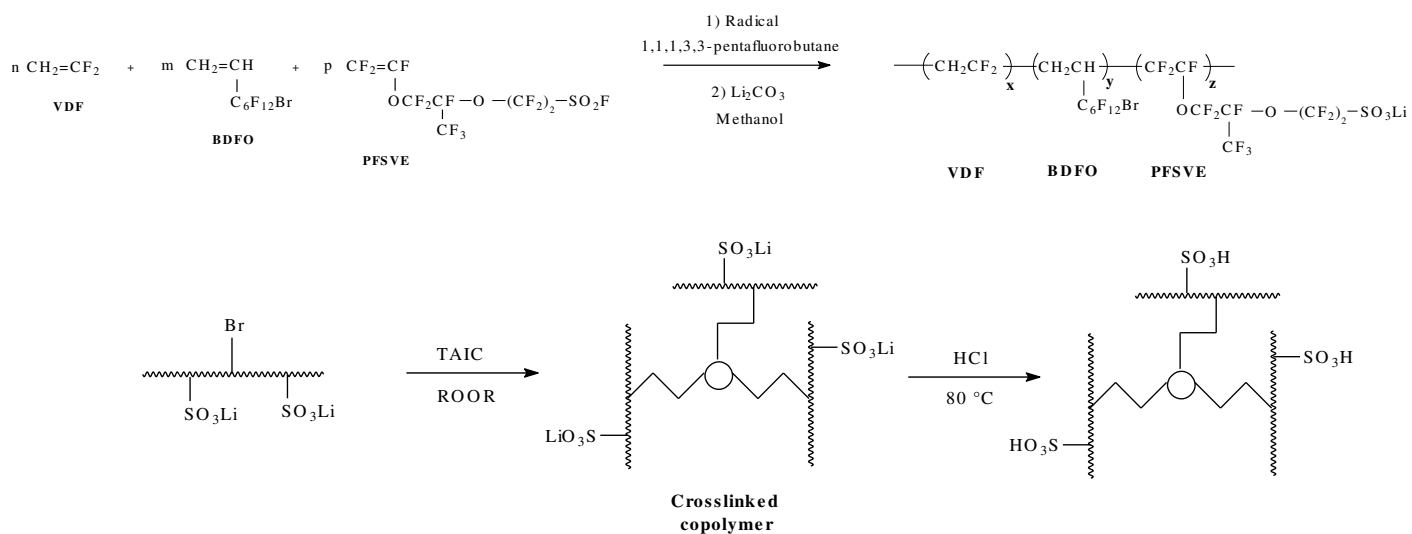 1) Radical
1,1,1,3,3-pentafluorobutane
2) Li2CO3
Methanol
n CH2=CF2 + m CH2=CH + p CF2=CF
VDF
C6F12Br
BDFO
OCF2CF—O—(CF2)2—SO2F
CF3
PFSVE
(CH2CF2)x (CH2CH)y (CF2CF)z
C6F12Br
OCF2CF—O—(CF2)2—SO3Li
CF3
VDF BDFO PFSVE
Br
SO3Li SO3Li
TAIC
ROOR
SO3Li
SO3Li
LiO3S
Crosslinked
copolymer
HCl
80 °C
SO3H
SO3H
HO3S